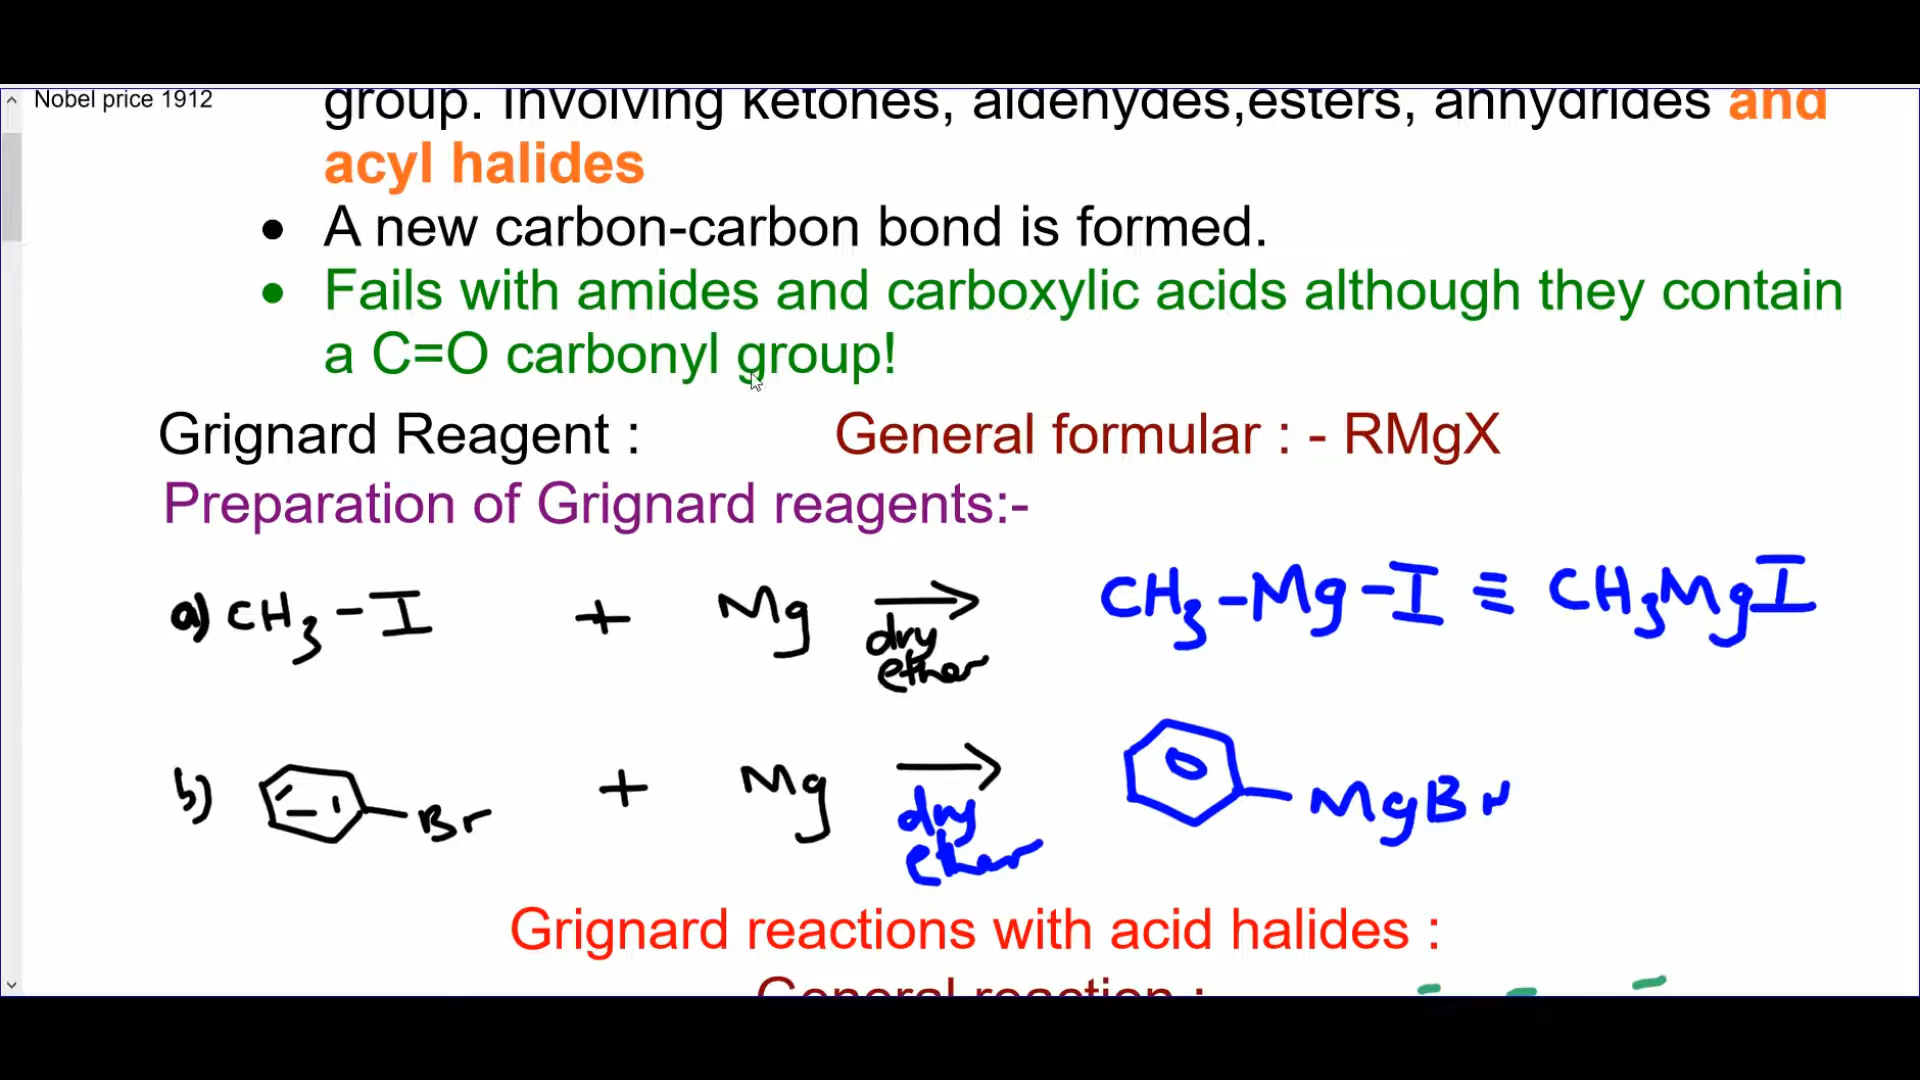 Nobel price 1912
group. Involving ketones, aldehydes,esters, anhydrides and
acyl halides
• A new carbon-carbon bond is formed.
• Fails with amides and carboxylic acids although they contain
a C=O carbonyl group!
Grignard Reagent : General formular : - RMgX
Preparation of Grignard reagents:-
a) CH3-I + Mg → CH3-Mg-I ≡ CH3MgI
dry
ether
b) Br + Mg → MgBr
dry
ether
Grignard reactions with acid halides :
General reaction :